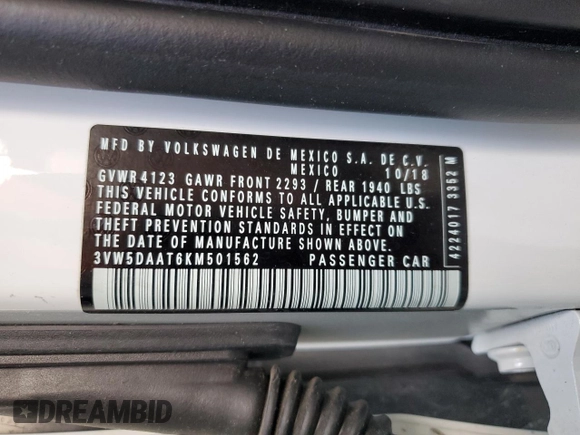 MFD BY VOLKSWAGEN DE MEXICO S.A. DE C.V.
MEXICO 10/18
GVWR 4123 GAWR FRONT 2293 / REAR 1940 LBS
THIS VEHICLE CONFORMS TO ALL APPLICABLE U.S.
FEDERAL MOTOR VEHICLE SAFETY, BUMPER AND
THEFT PREVENTION STANDARDS IN EFFECT ON
THE DATE OF MANUFACTURE SHOWN ABOVE.
3VW5DAAT6KM501562 PASSENGER CAR
4224017 3352 M
DREAMBID